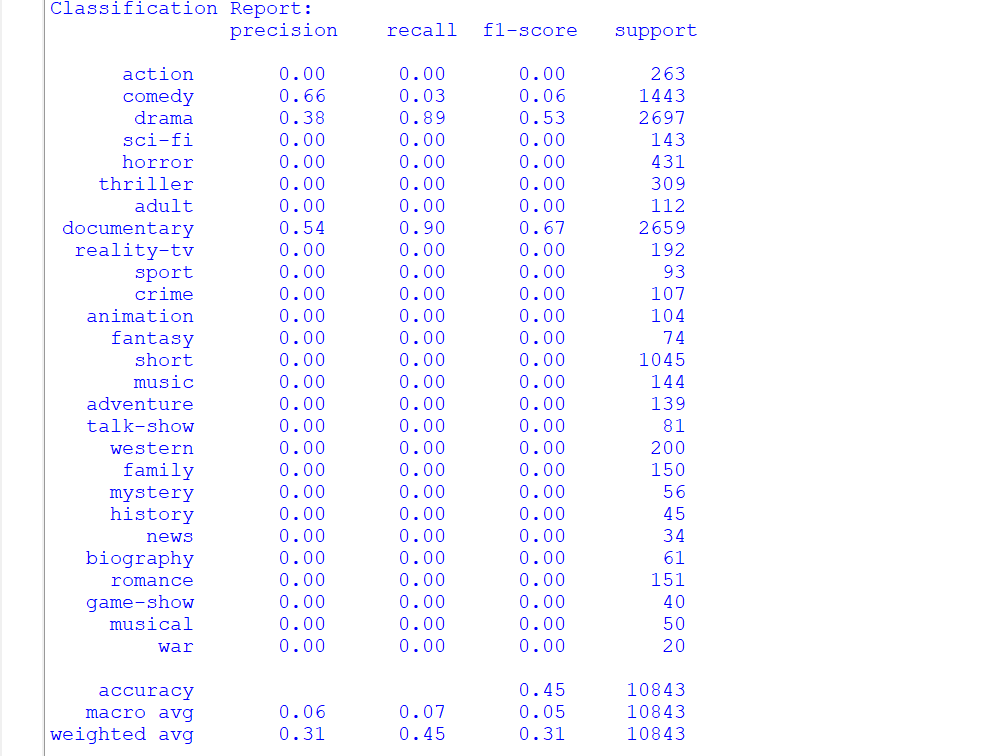 Classification Report:
precision recall f1-score support
action 0.00 0.00 0.00 263
comedy 0.66 0.03 0.06 1443
drama 0.38 0.89 0.53 2697
sci-fi 0.00 0.00 0.00 143
horror 0.00 0.00 0.00 431
thriller 0.00 0.00 0.00 309
adult 0.00 0.00 0.00 112
documentary 0.54 0.90 0.67 2659
reality-tv 0.00 0.00 0.00 192
sport 0.00 0.00 0.00 93
crime 0.00 0.00 0.00 107
animation 0.00 0.00 0.00 104
fantasy 0.00 0.00 0.00 74
short 0.00 0.00 0.00 1045
music 0.00 0.00 0.00 144
adventure 0.00 0.00 0.00 139
talk-show 0.00 0.00 0.00 81
western 0.00 0.00 0.00 200
family 0.00 0.00 0.00 150
mystery 0.00 0.00 0.00 56
history 0.00 0.00 0.00 45
news 0.00 0.00 0.00 34
biography 0.00 0.00 0.00 61
romance 0.00 0.00 0.00 151
game-show 0.00 0.00 0.00 40
musical 0.00 0.00 0.00 50
war 0.00 0.00 0.00 20
accuracy 0.45 10843
macro avg 0.06 0.07 0.05 10843
weighted avg 0.31 0.45 0.31 10843